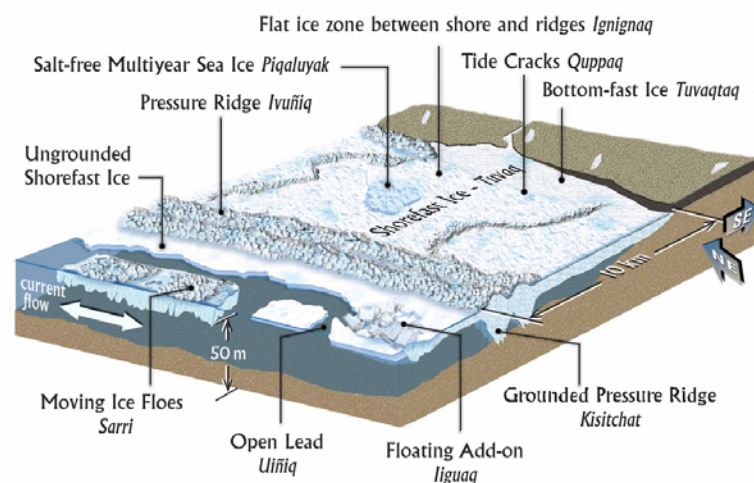 Flat ice zone between shore and ridges Ignignaq
Salt-free Multiyear Sea Ice Piqaluyak
Tide Cracks Quppaq
Pressure Ridge Ivuñiq
Bottom-fast Ice Tuvaqtaq
Ungrounded
Shorefast Ice
Shorefast Ice - Tuvaq
SE
NE
10 km
current
flow
50 m
Moving Ice Floes
Sarri
Open Lead
Uiñiq
Floating Add-on
Iiguaq
Grounded Pressure Ridge
Kisitchat